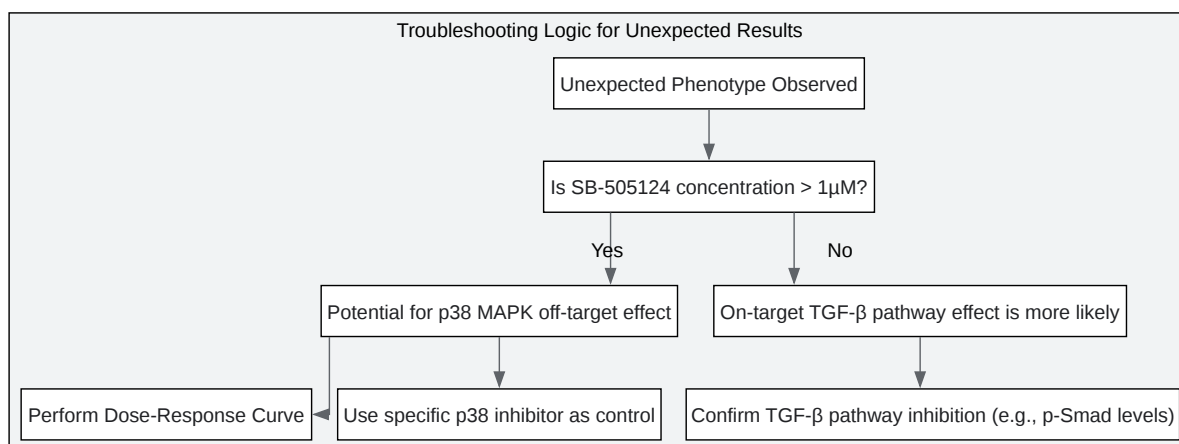 Troubleshooting Logic for Unexpected Results
Unexpected Phenotype Observed
Is SB-505124 concentration > 1µM?
Yes
No
Potential for p38 MAPK off-target effect
On-target TGF-β pathway effect is more likely
Perform Dose-Response Curve
Use specific p38 inhibitor as control
Confirm TGF-β pathway inhibition (e.g., p-Smad levels)